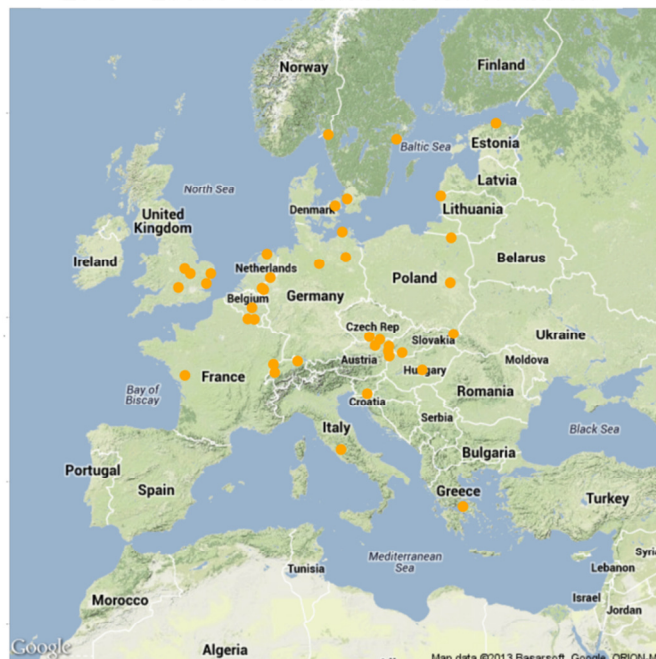 Norway
Finland
Estonia
Baltic Sea
Latvia
North Sea
Denmark
Lithuania
United
Kingdom
Ireland
Belarus
Netherlands
Poland
Belgium
Germany
Czech Rep
Slovakia
Ukraine
Austria
Moldova
France
Hungary
Bay of
Biscay
Romania
Croatia
Serbia
Italy
Black Sea
Bulgaria
Portugal
Spain
Greece
Turkey
Mediterranean
Sea
Syri
Tunisia
Lebanon
Israel
Morocco
Jordan
Algeria
Google
Map data ©2013 Basarsoft, Google, ORION-M